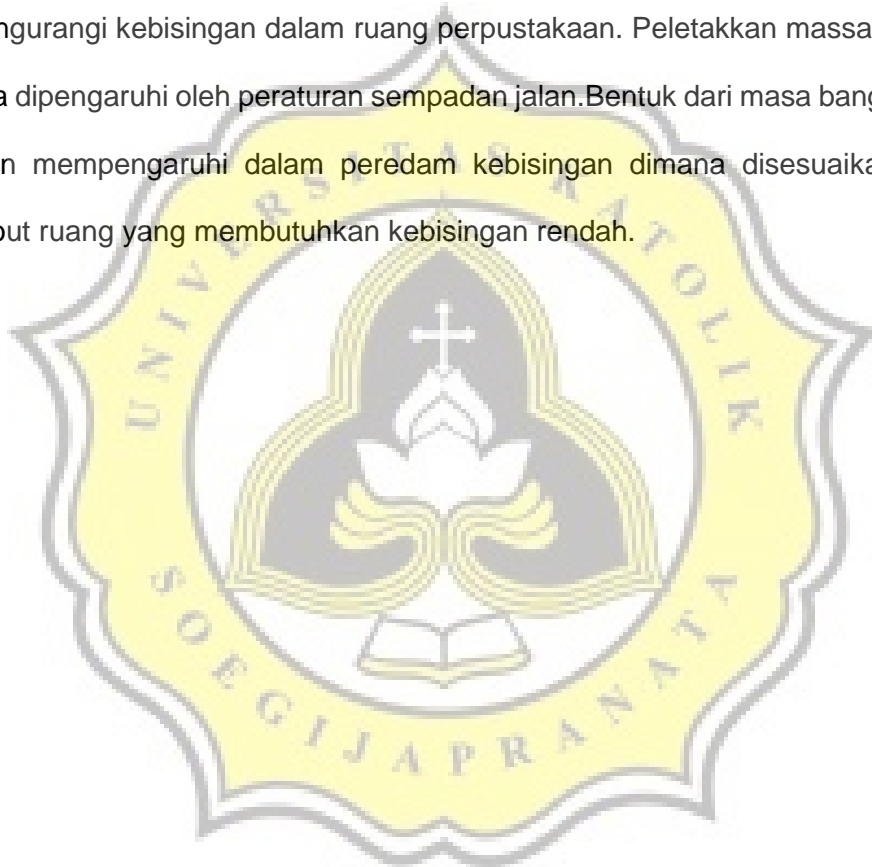 ngurangi kebisingan dalam ruang perpustakaan. Peletakkan massa
a dipengaruhi oleh peraturan sempadan jalan.Bentuk dari masa bang
n mempengaruhi dalam peredam kebisingan dimana disesuaika
but ruang yang membutuhkan kebisingan rendah.
UNIVERSITAS KATOLIK
SOEGIJAPRANATA